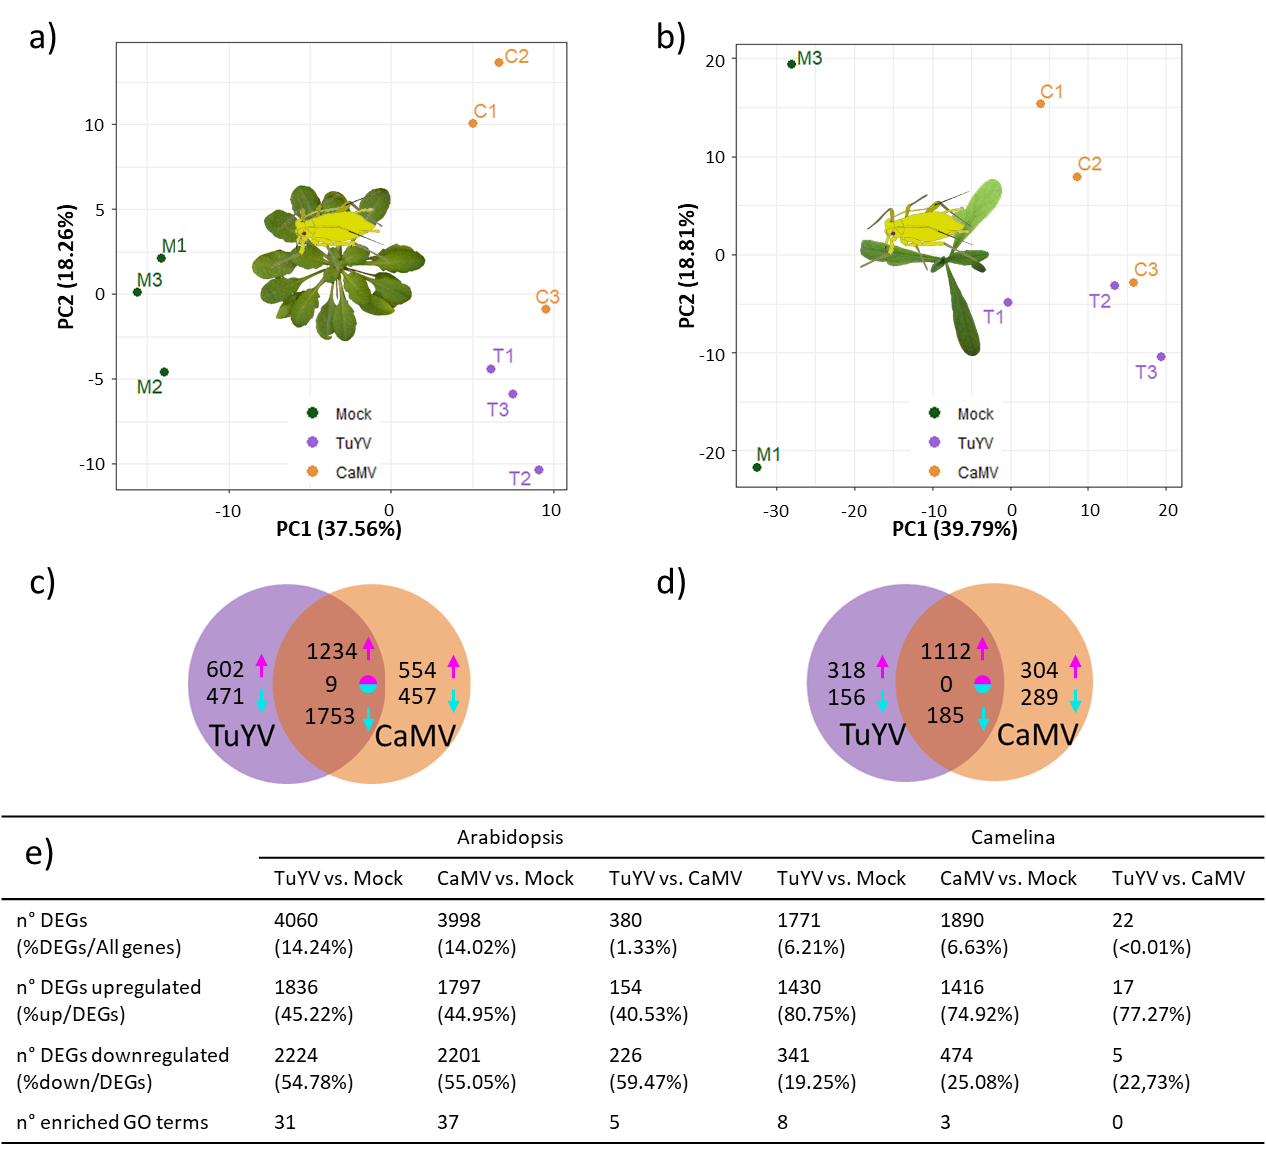 a)
C2
C1
M1
M3
M2
C3
T1
T3
T2
Mock
TuYV
CaMV
10
5
0
-5
-10
-10
0
10
PC2 (18.26%)
PC1 (37.56%)
b)
M3
C1
C2
C3
T2
T1
T3
M1
Mock
TuYV
CaMV
20
10
0
-10
-20
-30
-20
-10
0
10
20
PC2 (18.81%)
PC1 (39.79%)
c)
602
471
TuYV
1234
9
1753
554
457
CaMV
d)
318
156
TuYV
1112
0
185
304
289
CaMV
e)
Arabidopsis Camelina
TuYV vs. Mock CaMV vs. Mock TuYV vs. CaMV TuYV vs. Mock CaMV vs. Mock TuYV vs. CaMV
n° DEGs 4060 3998 380 1771 1890 22
(%DEGs/All genes) (14.24%) (14.02%) (1.33%) (6.21%) (6.63%) (<0.01%)
n° DEGs upregulated 1836 1797 154 1430 1416 17
(%up/DEGs) (45.22%) (44.95%) (40.53%) (80.75%) (74.92%) (77.27%)
n° DEGs downregulated 2224 2201 226 341 474 5
(%down/DEGs) (54.78%) (55.05%) (59.47%) (19.25%) (25.08%) (22,73%)
n° enriched GO terms 31 37 5 8 3 0